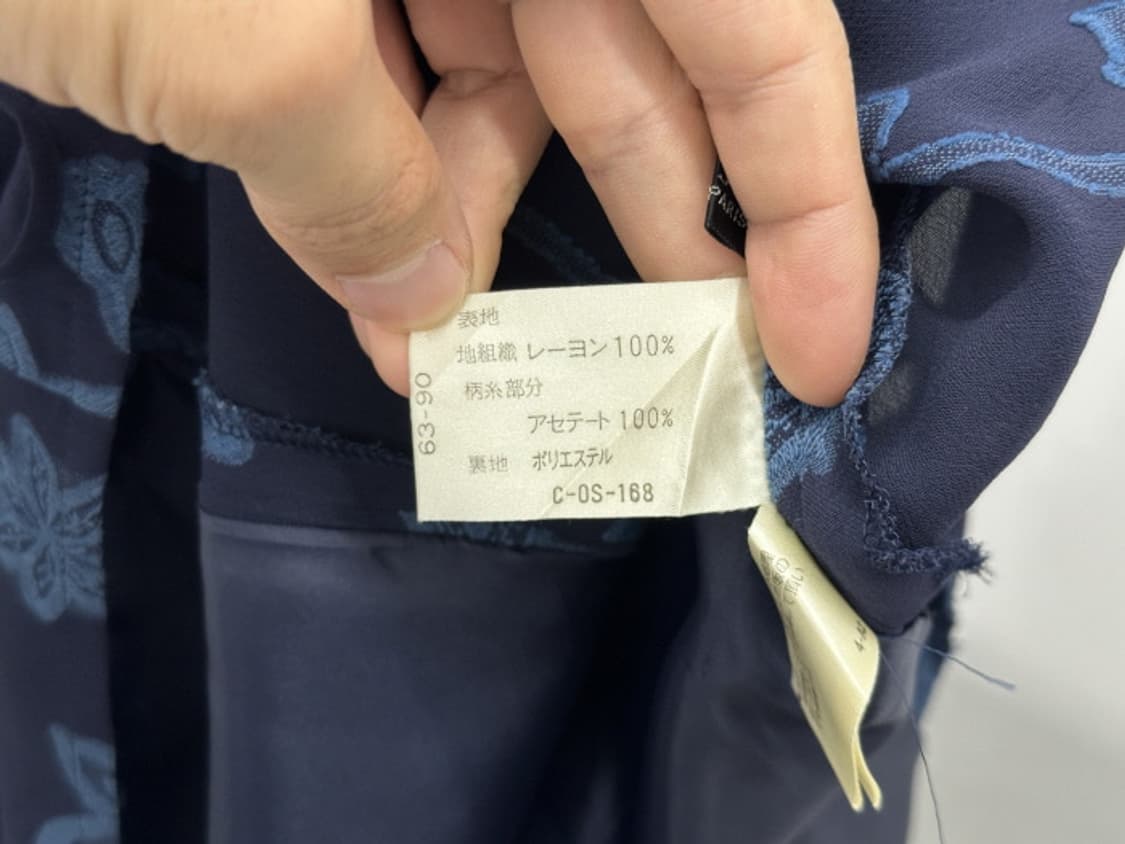 表地
地組織 レーヨン100%
柄糸部分
アセテート 100%
裏地 ポリエステル
C-OS-168
63-90
PARIS